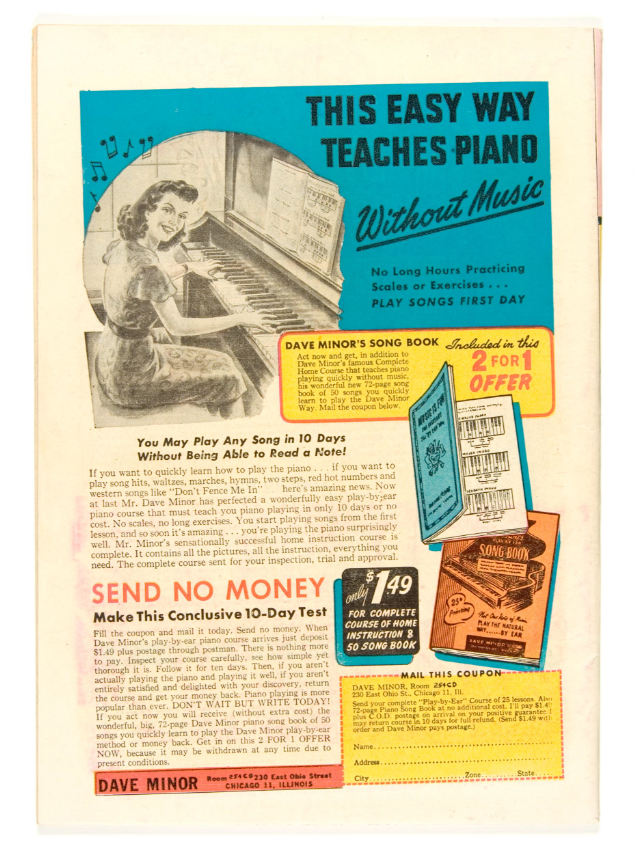 THIS EASY WAY
TEACHES PIANO
Without Music
No Long Hours Practicing
Scales or Exercises . . .
PLAY SONGS FIRST DAY
DAVE MINOR'S SONG BOOK
Act now and get, in addition to
Dave Minor's famous Complete
Home Course that teaches piano
playing quickly without music,
his wonderful new 72-page song
book of 50 songs you quickly
learn to play the Dave Minor
Way. Mail the coupon below.
Included in this
2 FOR 1
OFFER
MUSIC IS FUN
SONG BOOK
PLAY THE NATURAL
WAY......BY EAR
DAVE MINOR
You May Play Any Song in 10 Days
Without Being Able to Read a Note!
If you want to quickly learn how to play the piano . . . if you want to
play song hits, waltzes, marches, hymns, two steps, red hot numbers and
western songs like "Don't Fence Me In" here's amazing news. Now
at last Mr. Dave Minor has perfected a wonderfully easy play-by-ear
piano course that must teach you piano playing in only 10 days or no
cost. No scales, no long exercises. You start playing songs from the first
lesson, and so soon it's amazing . . . you're playing the piano surprisingly
well. Mr. Minor's sensationally successful home instruction course is
complete. It contains all the pictures, all the instruction, everything you
need. The complete course sent for your inspection, trial and approval.
SEND NO MONEY
Make This Conclusive 10-Day Test
Fill the coupon and mail it today. Send no money. When
Dave Minor's play-by-ear piano course arrives just deposit
$1.49 plus postage through postman. There is nothing more
to pay. Inspect your course carefully, see how simple yet
thorough it is. Follow it for ten days. Then, if you aren't
actually playing the piano and playing it well, if you aren't
entirely satisfied and delighted with your discovery, return
the course and get your money back. Piano playing is more
popular than ever. DON'T WAIT BUT WRITE TODAY!
If you act now you will receive (without extra cost) the
wonderful, big, 72-page Dave Minor piano song book of 50
songs you quickly learn to play the Dave Minor play-by-ear
method or money back. Get in on this 2 FOR 1 OFFER
NOW, because it may be withdrawn at any time due to
present conditions.
DAVE MINOR
Room 254CD 230 East Ohio Street
CHICAGO 11, ILLINOIS
only $1.49
FOR COMPLETE
COURSE OF HOME
INSTRUCTION &
50 SONG BOOK
MAIL THIS COUPON
DAVE MINOR, Room 254CD
230 East Ohio St., Chicago 11, Ill.
Send your complete "Play-by-Ear" Course of 25 lessons. Also
72-page Piano Song Book at no additional cost. I'll pay $1.4
plus C.O.D. postage on arrival on your positive guarantee. I
may return course in 10 days for full refund. (Send $1.49 wit
order and Dave Minor pays postage.)
Name
Address
City Zone State